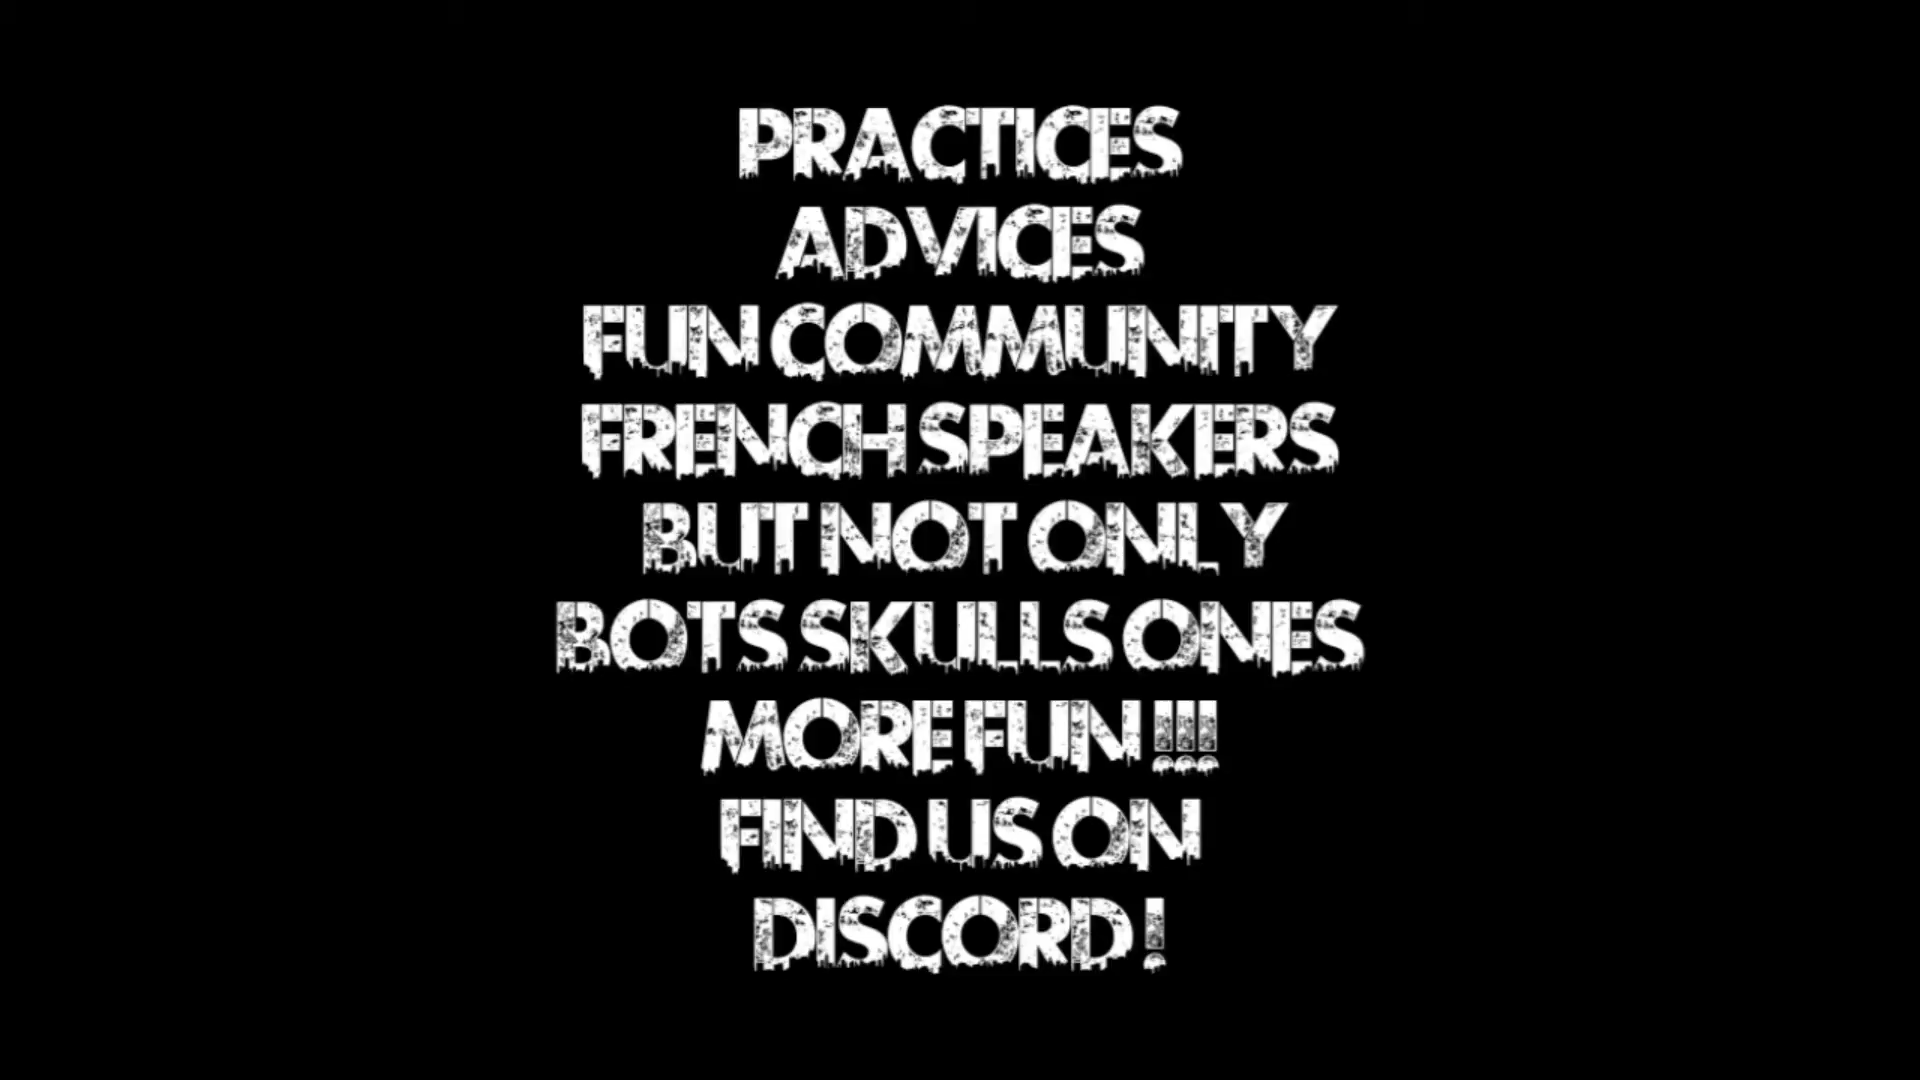 PRACTICES
ADVICES
FUN COMMUNITY
FRENCH SPEAKERS
BUT NOT ONLY
BOTS SKULLS ONES
MORE FUN !!!
FIND US ON
DISCORD !